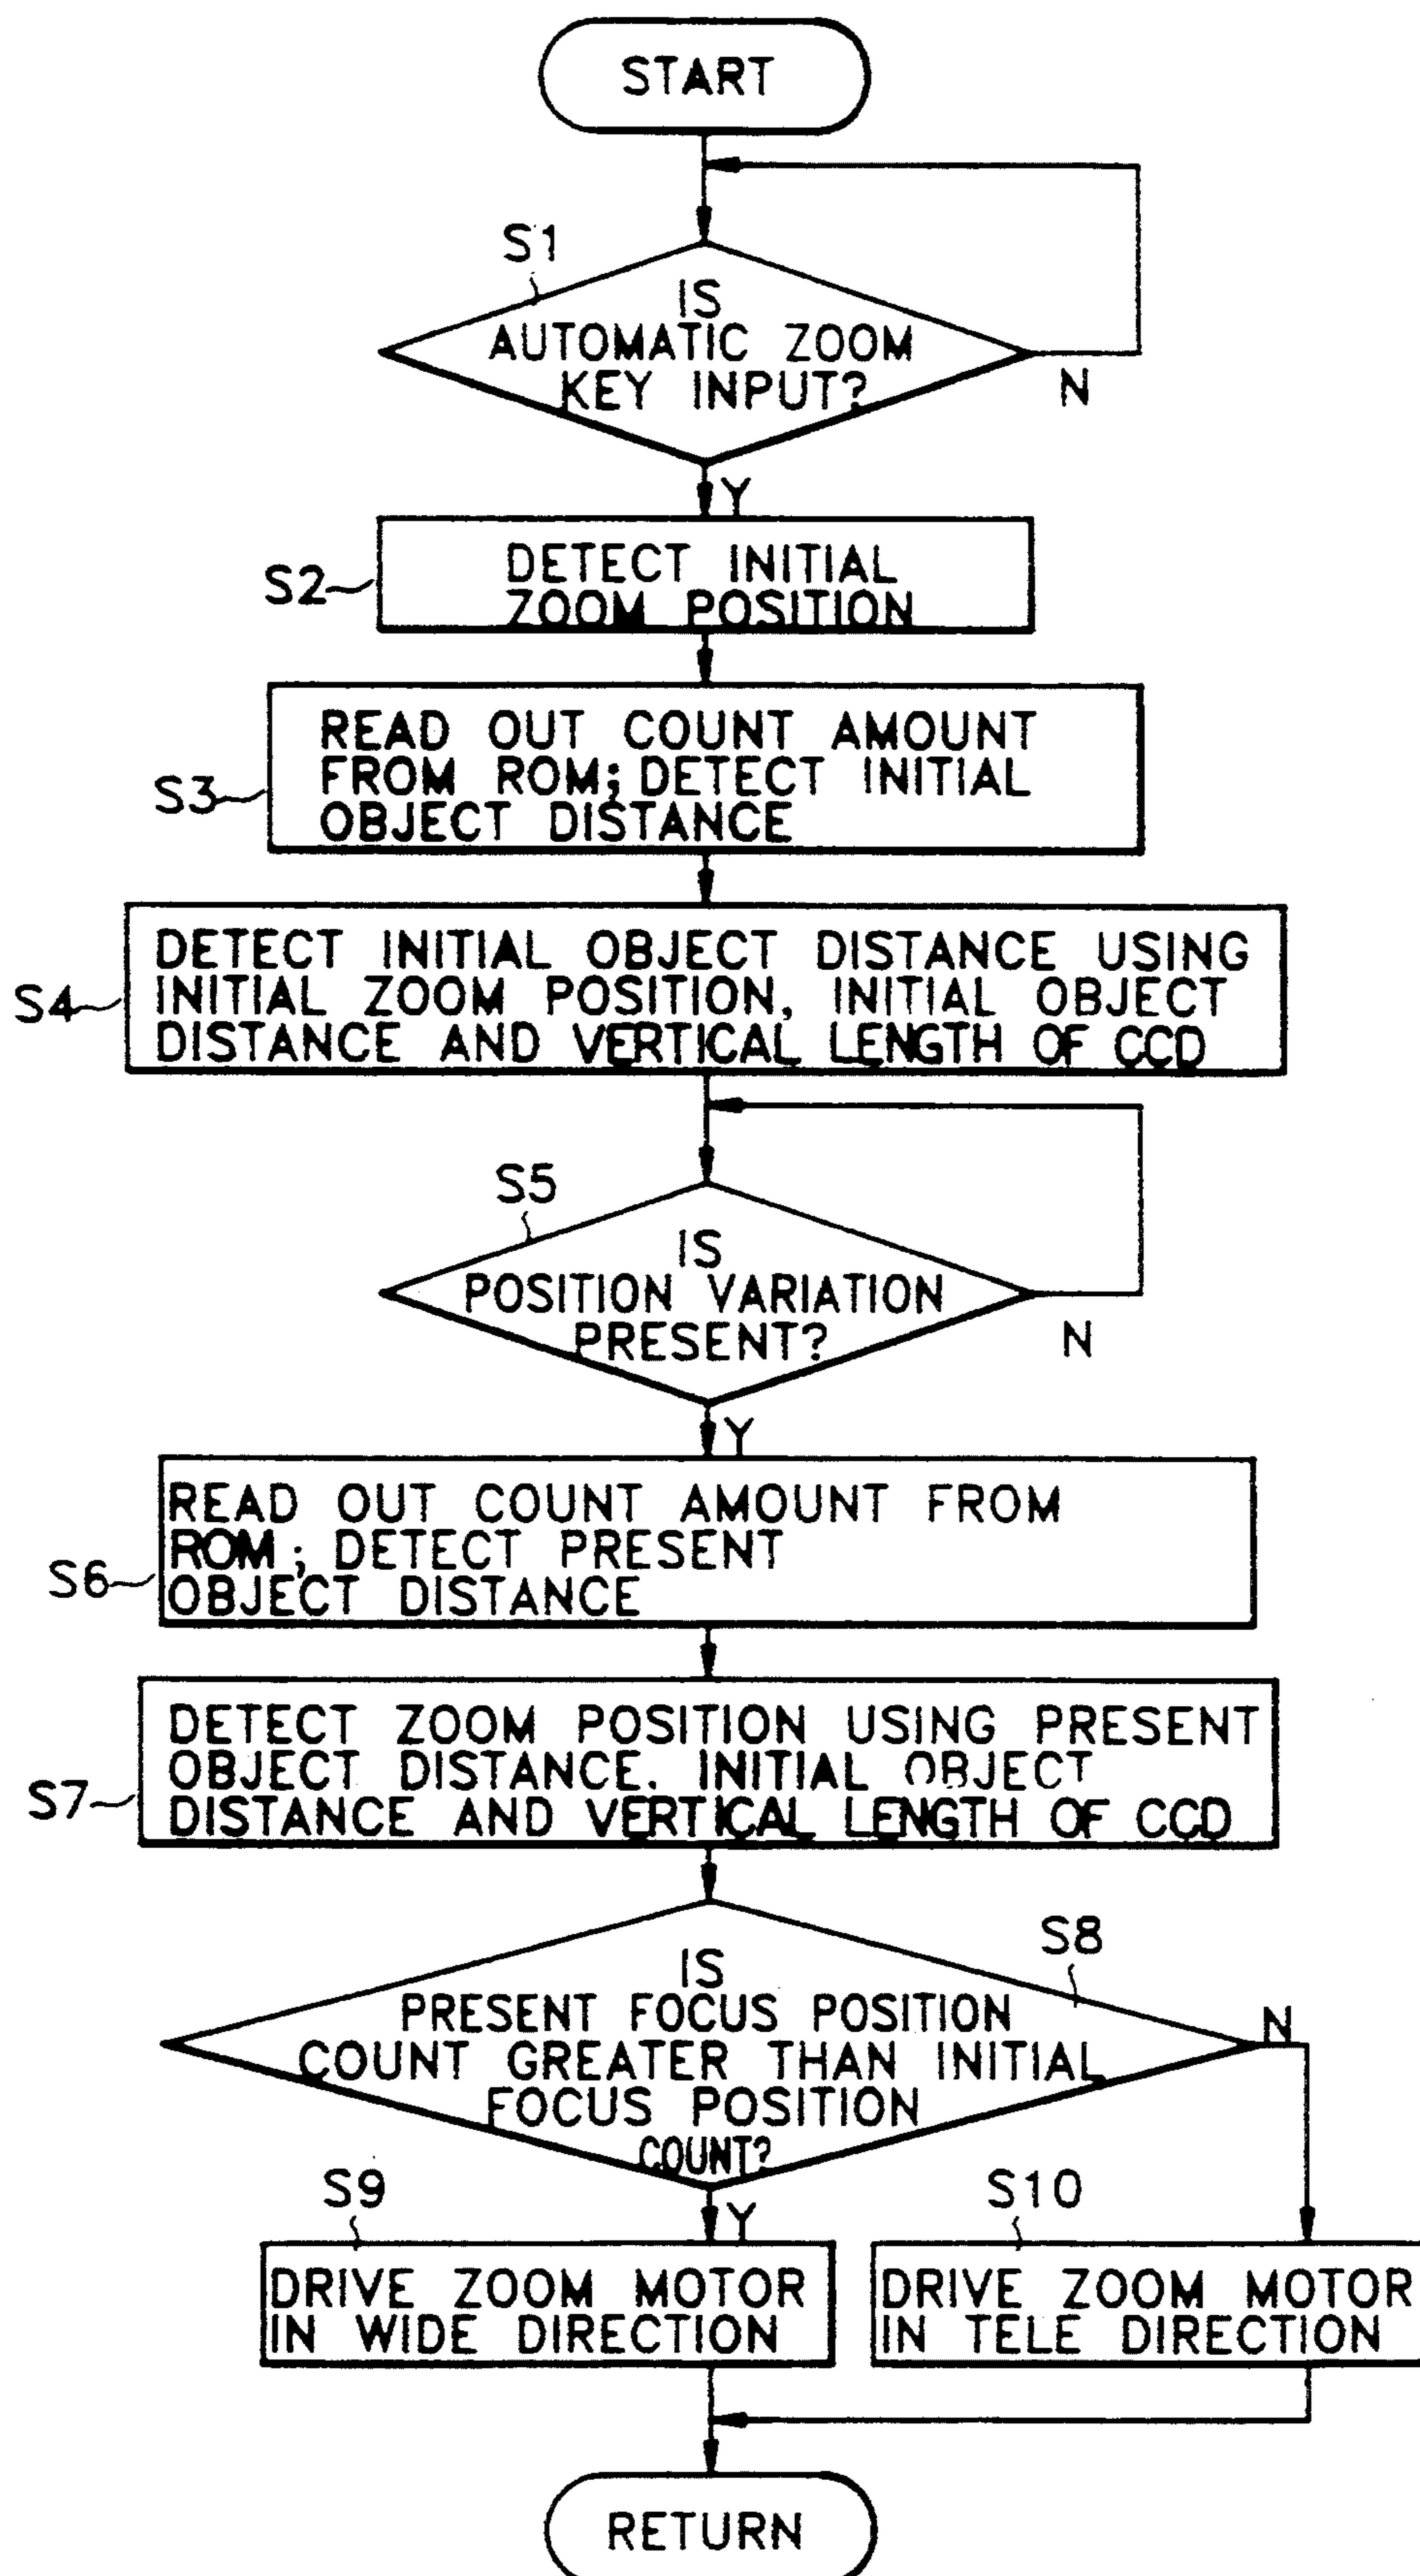 START
S1
IS
AUTOMATIC ZOOM
KEY INPUT?
N
Y
S2
DETECT INITIAL
ZOOM POSITION
S3
READ OUT COUNT AMOUNT
FROM ROM; DETECT INITIAL
OBJECT DISTANCE
S4
DETECT INITIAL OBJECT DISTANCE USING
INITIAL ZOOM POSITION, INITIAL OBJECT
DISTANCE AND VERTICAL LENGTH OF CCD
S5
IS
POSITION VARIATION
PRESENT?
N
Y
S6
READ OUT COUNT AMOUNT FROM
ROM; DETECT PRESENT
OBJECT DISTANCE
S7
DETECT ZOOM POSITION USING PRESENT
OBJECT DISTANCE, INITIAL OBJECT
DISTANCE AND VERTICAL LENGTH OF CCD
S8
IS
PRESENT FOCUS POSITION
COUNT GREATER THAN INITIAL
FOCUS POSITION
COUNT?
N
Y
S9
DRIVE ZOOM MOTOR
IN WIDE DIRECTION
S10
DRIVE ZOOM MOTOR
IN TELE DIRECTION
RETURN